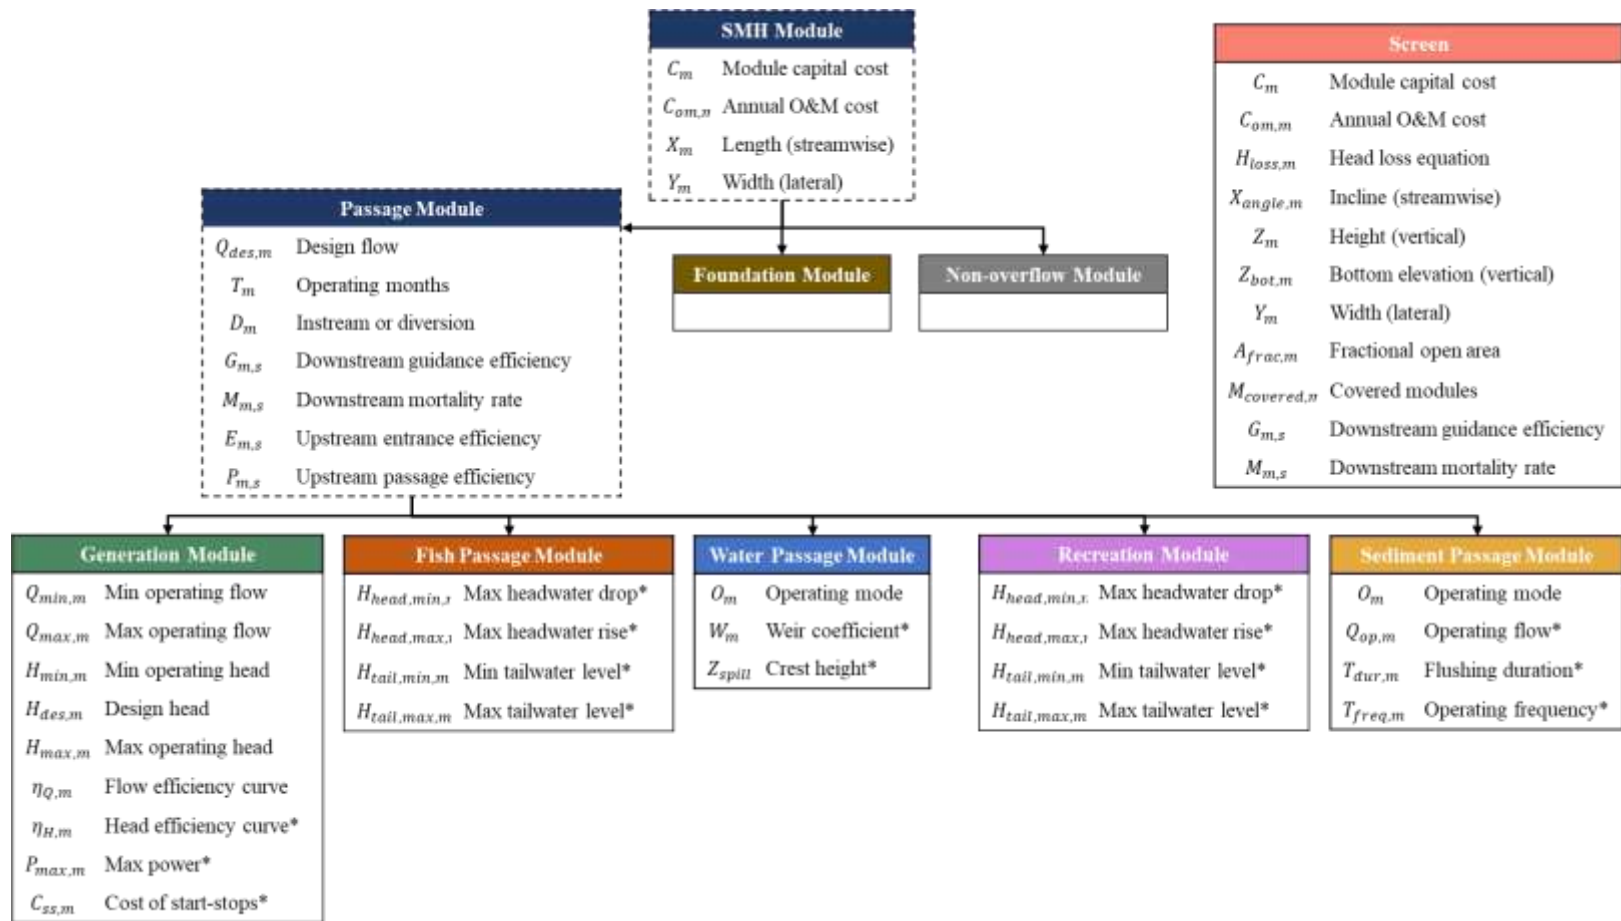 SMH Module
C_m Module capital cost
C_om, Annual O&M cost
X_m Length (streamwise)
Y_m Width (lateral)
Screen
C_m Module capital cost
C_om,m Annual O&M cost
H_loss,m Head loss equation
X_angle,m Incline (streamwise)
Z_m Height (vertical)
Z_bot,m Bottom elevation (vertical)
Y_m Width (lateral)
A_frac,m Fractional open area
M_covered, Covered modules
G_m,s Downstream guidance efficiency
M_m,s Downstream mortality rate
Passage Module
Q_des,m Design flow
T_m Operating months
D_m Instream or diversion
G_m,s Downstream guidance efficiency
M_m,s Downstream mortality rate
E_m,s Upstream entrance efficiency
P_m,s Upstream passage efficiency
Foundation Module
Non-overflow Module
Generation Module
Q_min,m Min operating flow
Q_max,m Max operating flow
H_min,m Min operating head
H_des,m Design head
H_max,m Max operating head
η_Q,m Flow efficiency curve
η_H,m Head efficiency curve*
P_max,m Max power*
C_ss,m Cost of start-stops*
Fish Passage Module
H_head,min, Max headwater drop*
H_head,max, Max headwater rise*
H_tail,min,m Min tailwater level*
H_tail,max,m Max tailwater level*
Water Passage Module
O_m Operating mode
W_m Weir coefficient*
Z_spill Crest height*
Recreation Module
H_head,min, Max headwater drop*
H_head,max, Max headwater rise*
H_tail,min,m Min tailwater level*
H_tail,max,m Max tailwater level*
Sediment Passage Module
O_m Operating mode
Q_op,m Operating flow*
T_dur,m Flushing duration*
T_freq,m Operating frequency*